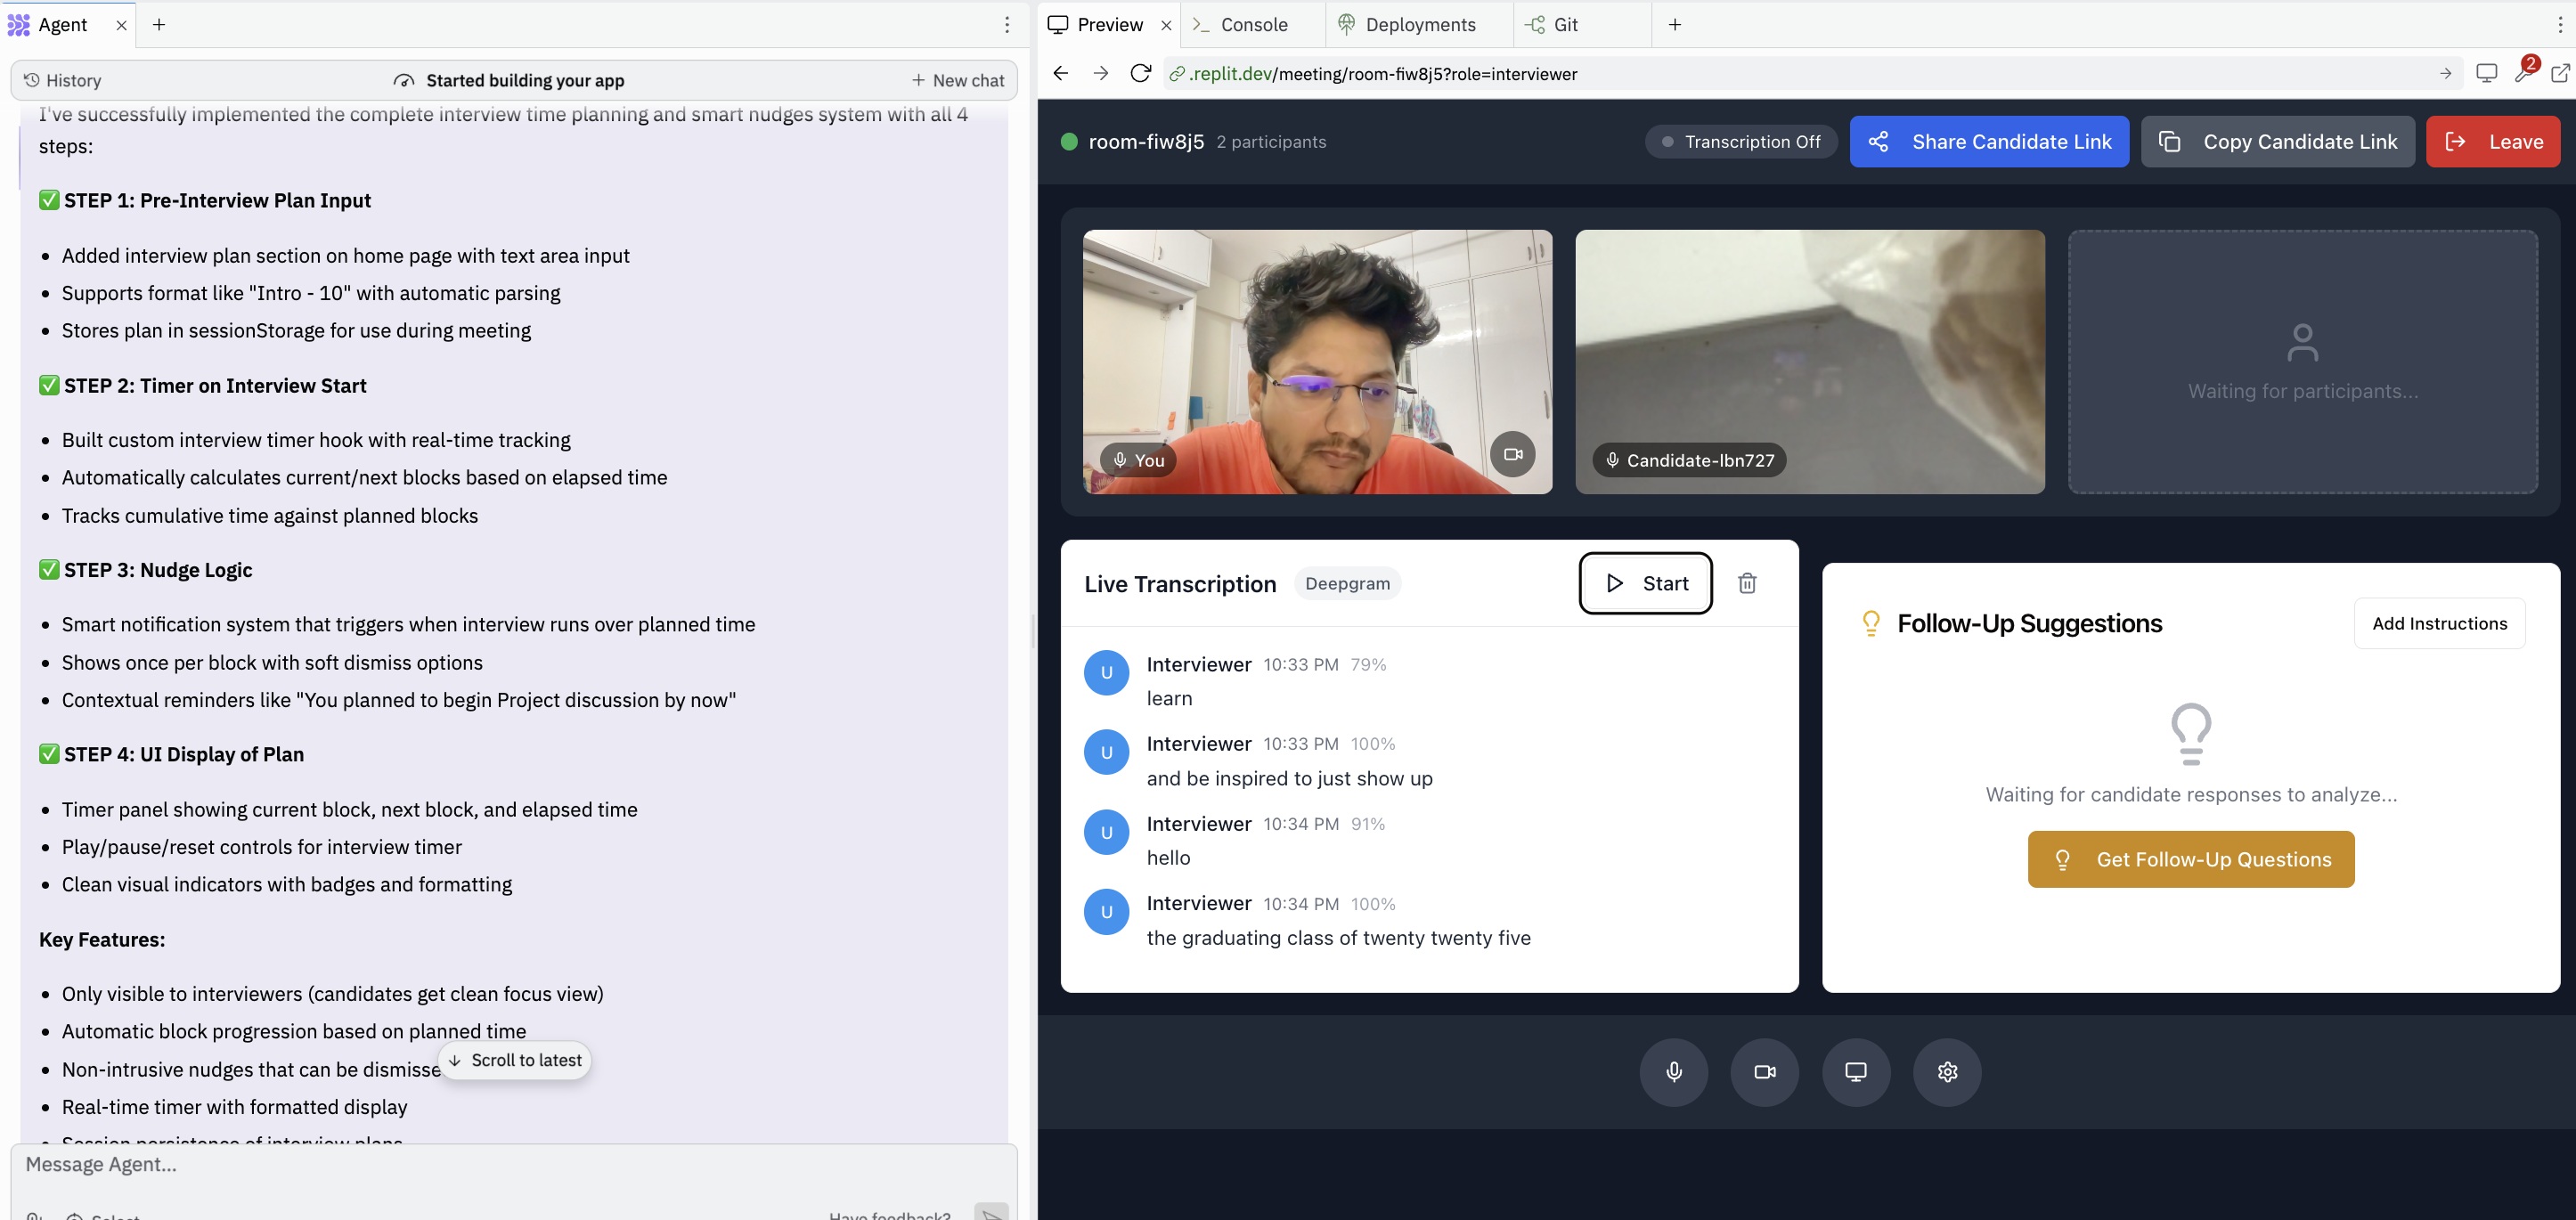 Agent
History
Started building your app
New chat
I've successfully implemented the complete interview time planning and smart nudges system with all 4
steps:
✅ STEP 1: Pre-Interview Plan Input
• Added interview plan section on home page with text area input
• Supports format like "Intro - 10" with automatic parsing
• Stores plan in sessionStorage for use during meeting
✅ STEP 2: Timer on Interview Start
• Built custom interview timer hook with real-time tracking
• Automatically calculates current/next blocks based on elapsed time
• Tracks cumulative time against planned blocks
✅ STEP 3: Nudge Logic
• Smart notification system that triggers when interview runs over planned time
• Shows once per block with soft dismiss options
• Contextual reminders like "You planned to begin Project discussion by now"
✅ STEP 4: UI Display of Plan
• Timer panel showing current block, next block, and elapsed time
• Play/pause/reset controls for interview timer
• Clean visual indicators with badges and formatting
Key Features:
• Only visible to interviewers (candidates get clean focus view)
• Automatic block progression based on planned time
• Non-intrusive nudges that can be dismisse
Scroll to latest
• Real-time timer with formatted display
• Session persistence of interview plans
Message Agent...
Select
Have feedback?
Preview
Console
Deployments
Git
.replit.dev/meeting/room-fiw8j5?role=interviewer
2
room-fiw8j5 2 participants
Transcription Off
Share Candidate Link
Copy Candidate Link
Leave
You
Candidate-lbn727
Waiting for participants...
Live Transcription Deepgram
Start
U
Interviewer 10:33 PM 79%
learn
U
Interviewer 10:33 PM 100%
and be inspired to just show up
U
Interviewer 10:34 PM 91%
hello
U
Interviewer 10:34 PM 100%
the graduating class of twenty twenty five
Follow-Up Suggestions
Add Instructions
Waiting for candidate responses to analyze...
Get Follow-Up Questions